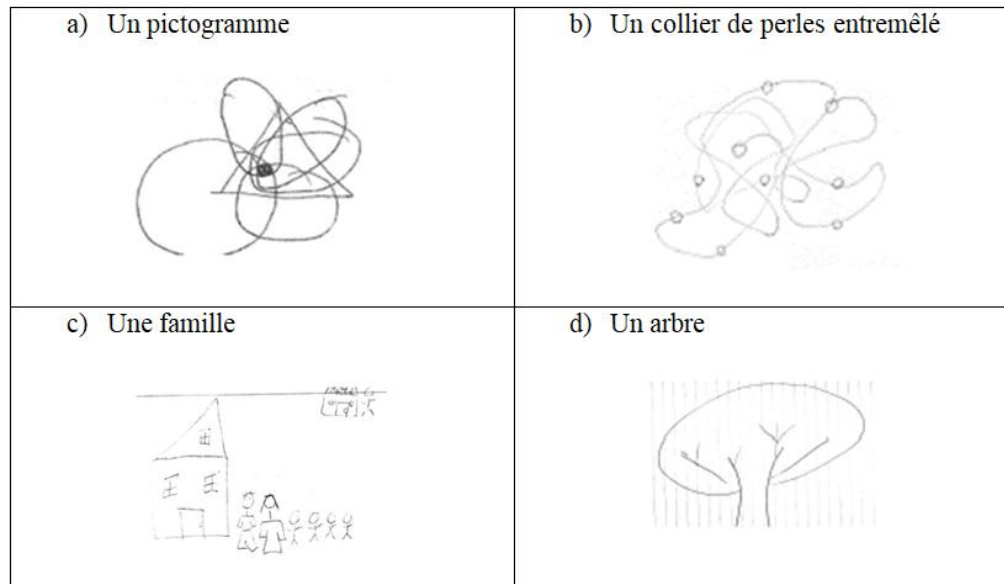 a) Un pictogramme
b) Un collier de perles entremêlé
c) Une famille
d) Un arbre